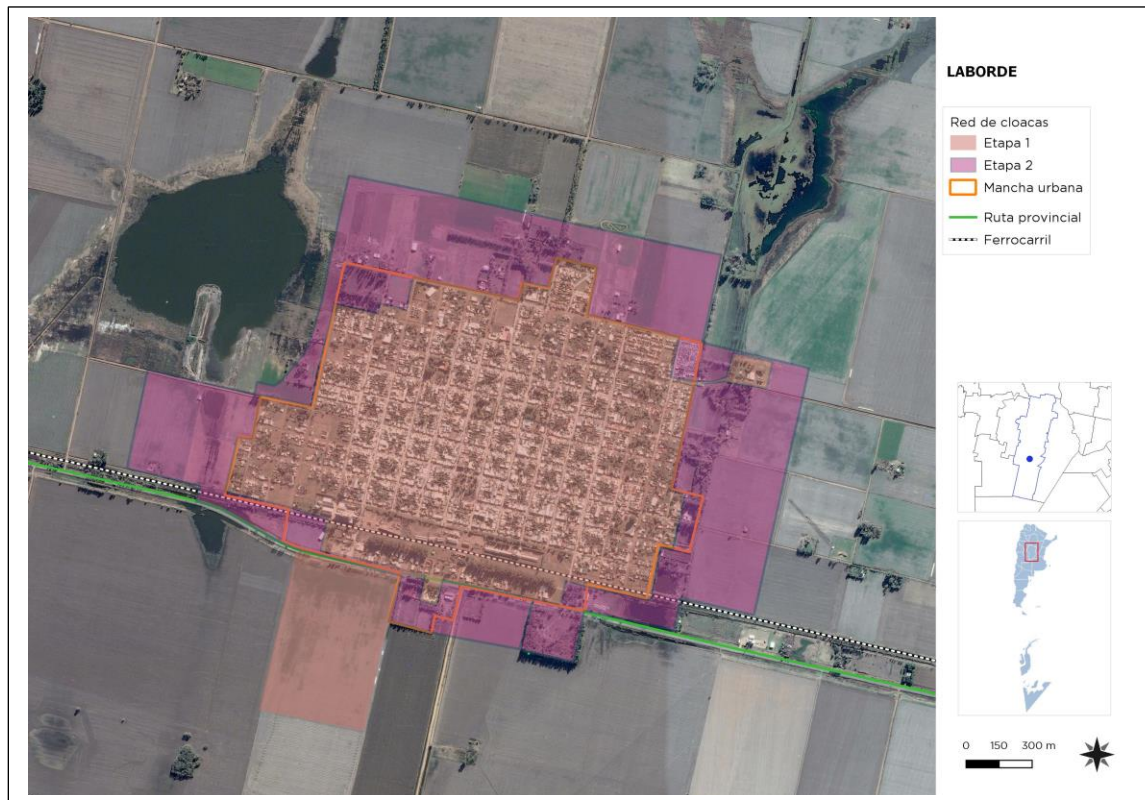 LABORDE
Red de cloacas
Etapa 1
Etapa 2
Mancha urbana
Ruta provincial
Ferrocarril
0 150 300 m